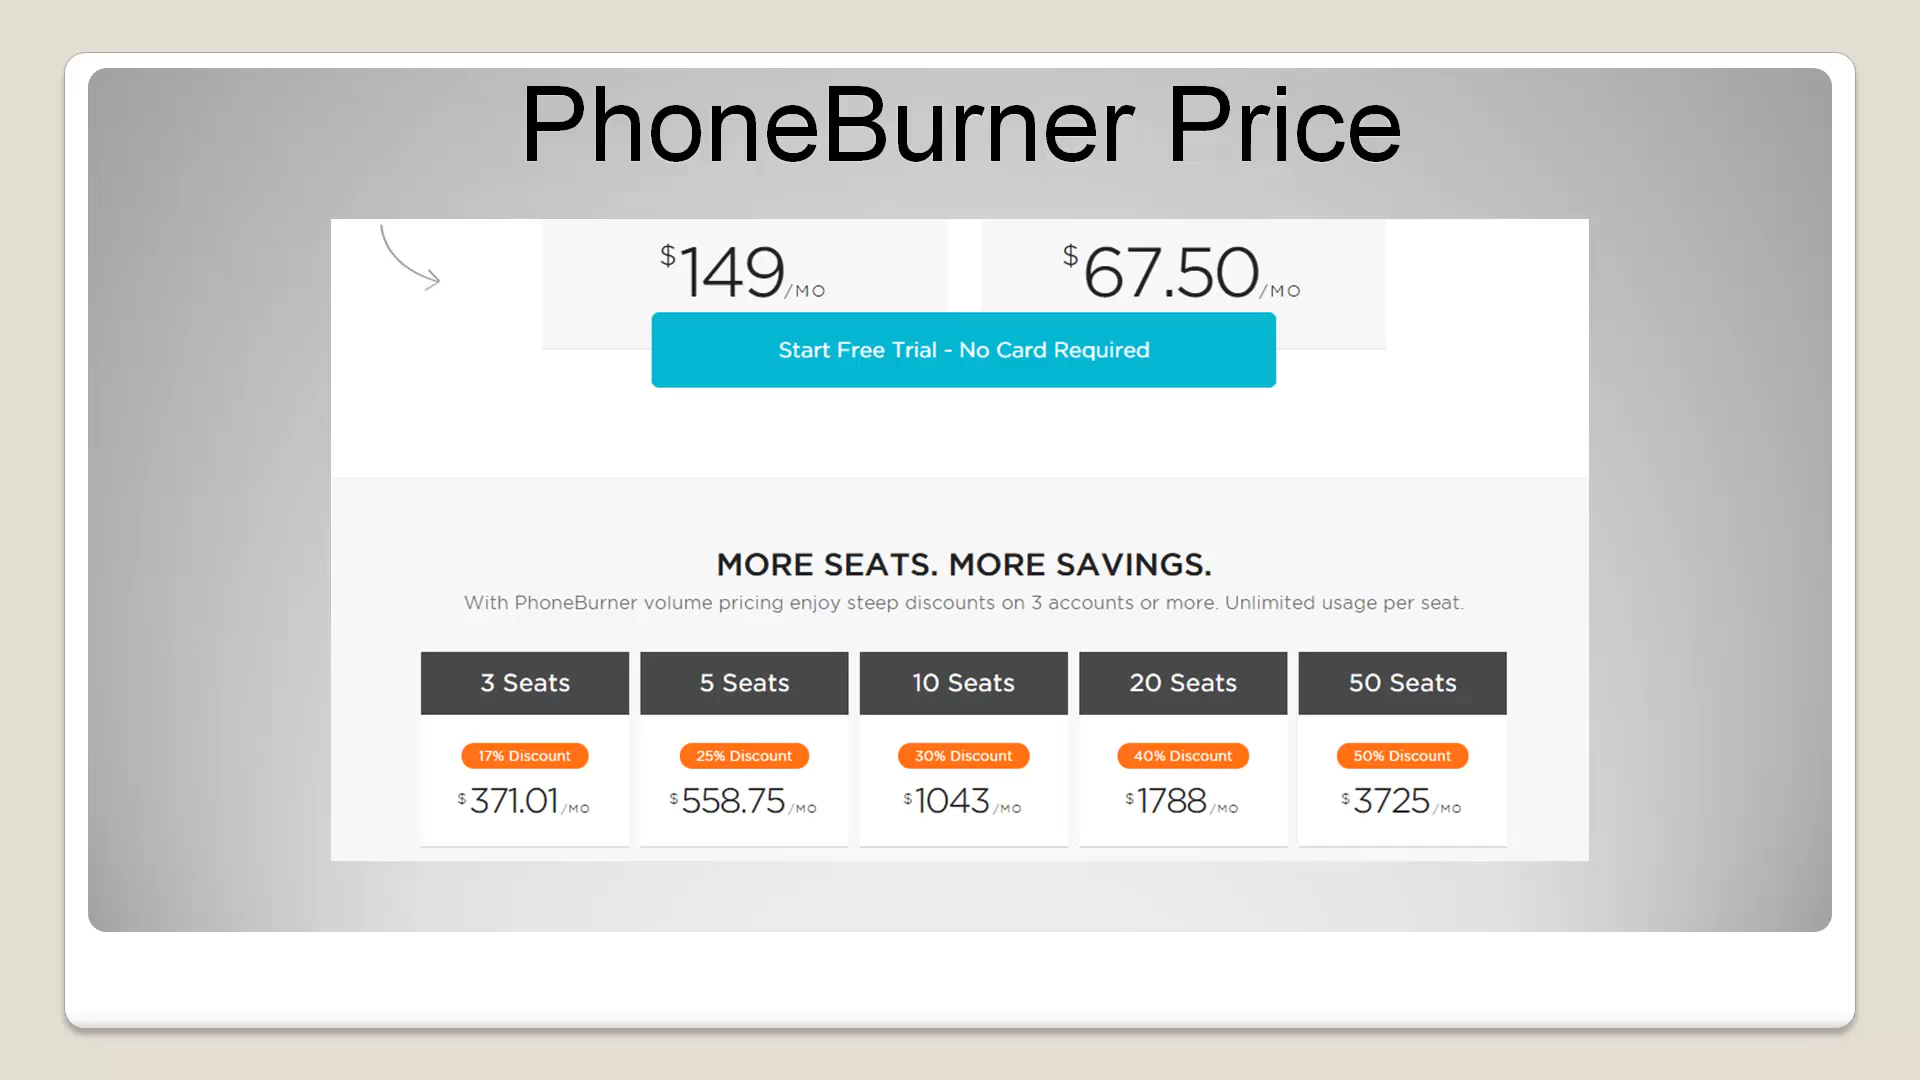 PhoneBurner Price
$149/MO
$67.50/MO
Start Free Trial - No Card Required
MORE SEATS. MORE SAVINGS.
With PhoneBurner volume pricing enjoy steep discounts on 3 accounts or more. Unlimited usage per seat.
3 Seats
17% Discount
$371.01/MO
5 Seats
25% Discount
$558.75/MO
10 Seats
30% Discount
$1043/MO
20 Seats
40% Discount
$1788/MO
50 Seats
50% Discount
$3725/MO